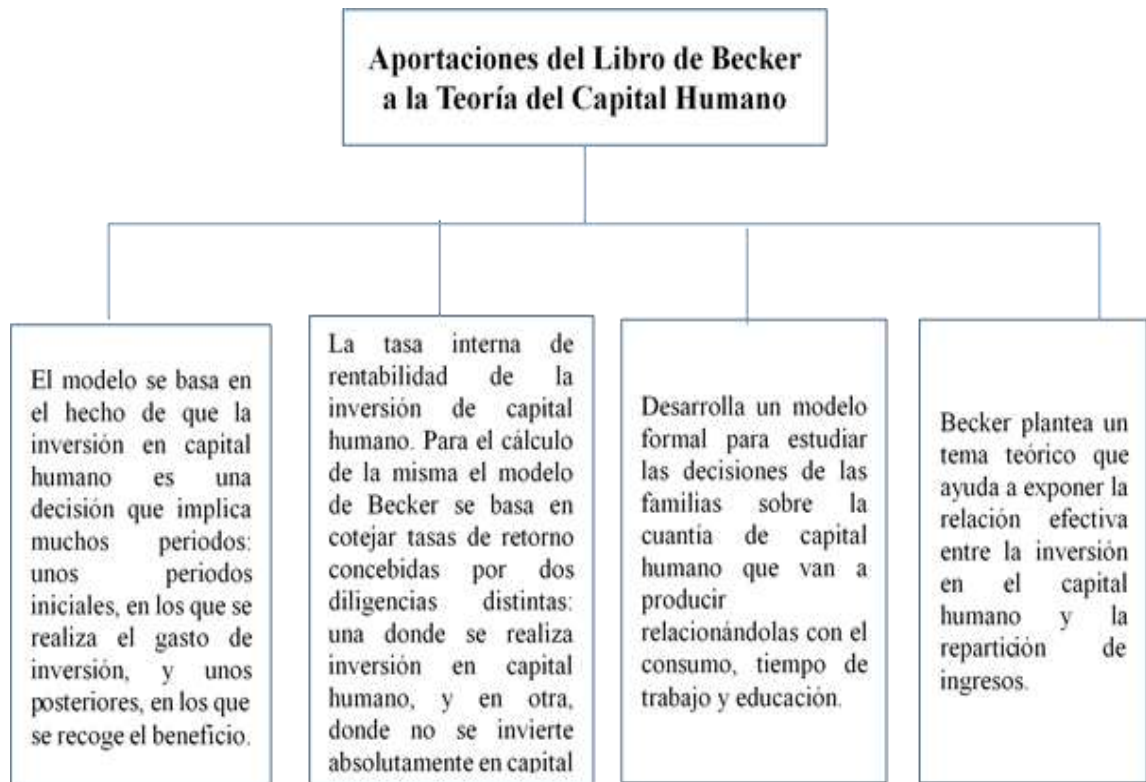 Aportaciones del Libro de Becker
a la Teoría del Capital Humano
El modelo se basa en
el hecho de que la
inversión en capital
humano es una
decisión que implica
muchos periodos:
unos periodos
iniciales, en los que se
realiza el gasto de
inversión, y unos
posteriores, en los que
se recoge el beneficio.
La tasa interna de
rentabilidad de la
inversión de capital
humano. Para el cálculo
de la misma el modelo
de Becker se basa en
cotejar tasas de retorno
concebidas por dos
diligencias distintas:
una donde se realiza
inversión en capital
humano, y en otra,
donde no se invierte
absolutamente en capital
Desarrolla un modelo
formal para estudiar
las decisiones de las
familias sobre la
cuantía de capital
humano que van a
producir
relacionándolas con el
consumo, tiempo de
trabajo y educación.
Becker plantea un
tema teórico que
ayuda a exponer la
relación efectiva
entre la inversión
en el capital
humano y la
repartición de
ingresos.